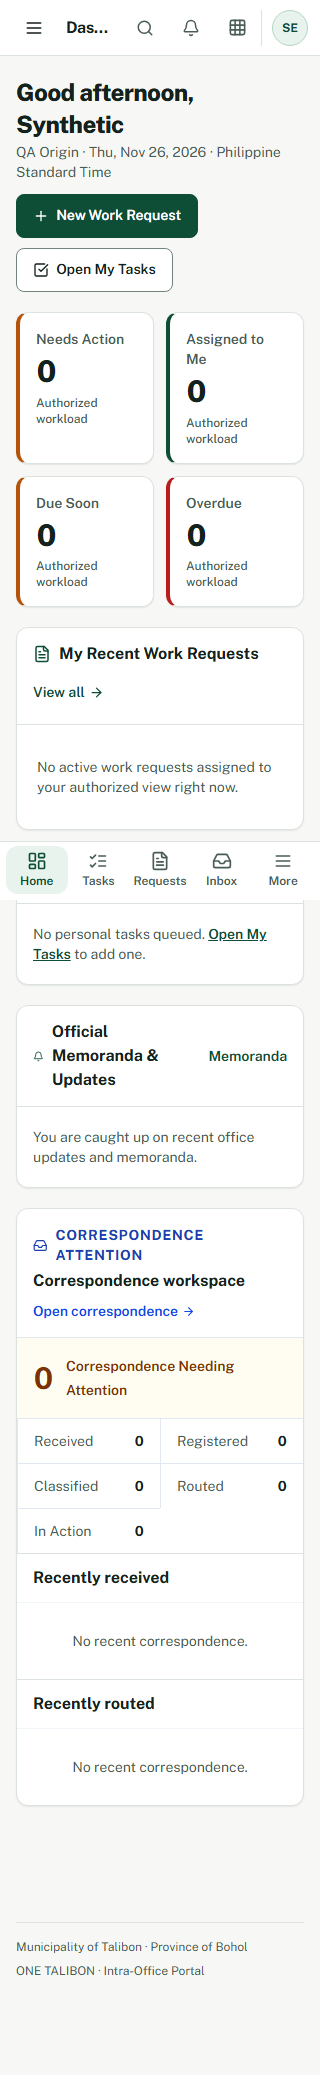 Das...
SE
Good afternoon,
Synthetic
QA Origin · Thu, Nov 26, 2026 · Philippine
Standard Time
New Work Request
Open My Tasks
Needs Action
0
Authorized
workload
Assigned to
Me
0
Authorized
workload
Due Soon
0
Authorized
workload
Overdue
0
Authorized
workload
My Recent Work Requests
View all →
No active work requests assigned to
your authorized view right now.
Home Tasks Requests Inbox More
No personal tasks queued. Open My
Tasks to add one.
Official
Memoranda &
Updates
Memoranda
You are caught up on recent office
updates and memoranda.
CORRESPONDENCE
ATTENTION
Correspondence workspace
Open correspondence →
0 Correspondence Needing
Attention
Received 0 Registered 0
Classified 0 Routed 0
In Action 0
Recently received
No recent correspondence.
Recently routed
No recent correspondence.
Municipality of Talibon · Province of Bohol
ONE TALIBON · Intra-Office Portal